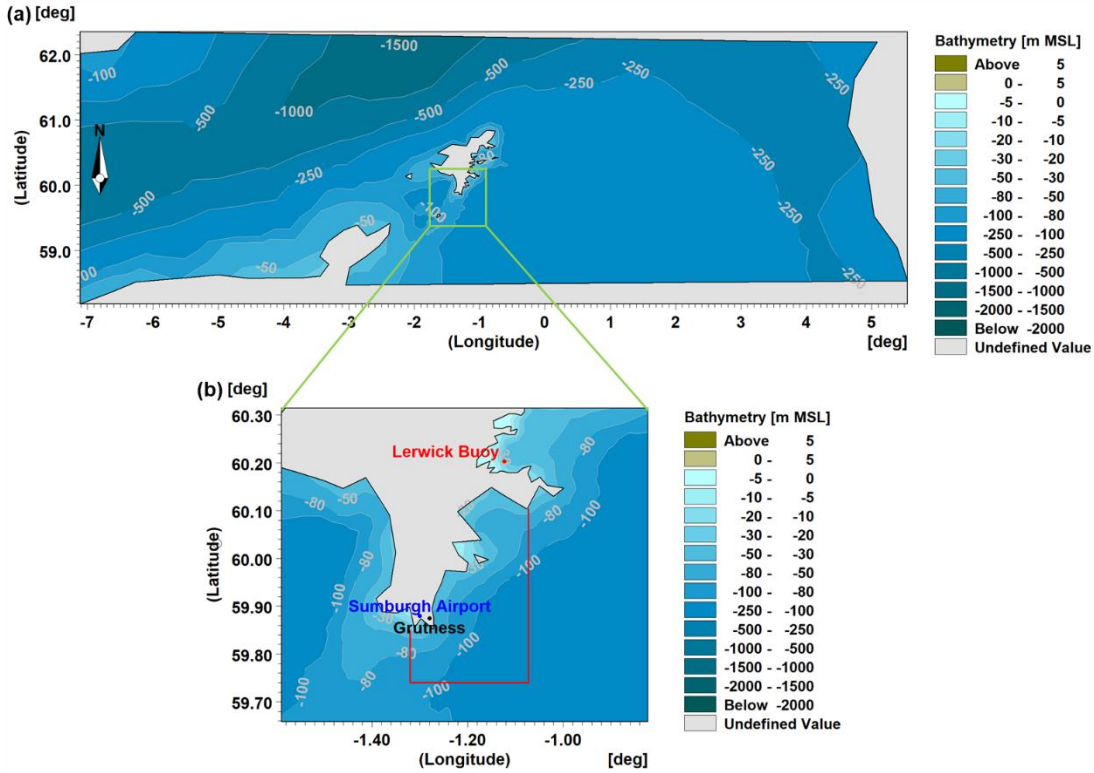 (a) [deg]
62.0
61.0
60.0
59.0
(Latitude)
N
-100
-500
-1000
-1500
-500
-500
-250
-250
-250
-500
-250
-250
-250
-250
-80
-100
-50
-50
00
-7 -6 -5 -4 -3 -2 -1 0 1 2 3 4 5
(Longitude) [deg]
Bathymetry [m MSL]
Above 5
0 - 5
-5 - 0
-10 - -5
-20 - -10
-30 - -20
-50 - -30
-80 - -50
-100 - -80
-250 - -100
-500 - -250
-1000 - -500
-1500 - -1000
-2000 - -1500
Below -2000
Undefined Value
(b) [deg]
60.30
60.20
60.10
60.00
59.90
59.80
59.70
(Latitude)
Lerwick Buoy
-80
-80 -50
-80
-100
-80
-100
-100
Sumburgh Airport
-50
Grutness
-80
-100
-100
-100
-1.40 -1.20 -1.00
(Longitude) [deg]
Bathymetry [m MSL]
Above 5
0 - 5
-5 - 0
-10 - -5
-20 - -10
-30 - -20
-50 - -30
-80 - -50
-100 - -80
-250 - -100
-500 - -250
-1000 - -500
-1500 - -1000
-2000 - -1500
Below -2000
Undefined Value